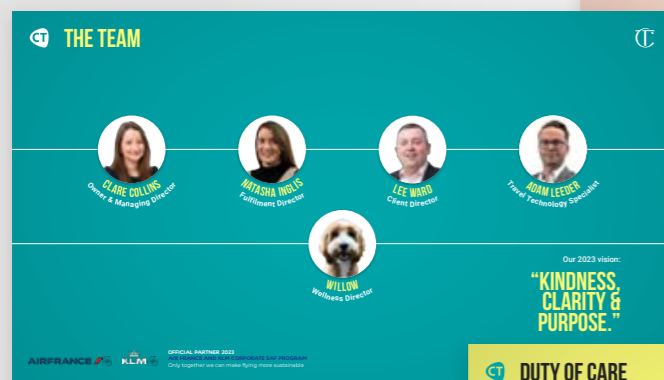 CT THE TEAM
CLARE COLLINS
Owner & Managing Director
NATASHA INGLIS
Fulfilment Director
LEE WARD
Client Director
ADAM LEEDER
Travel Technology Specialist
WILLOW
Wellness Director
Our 2023 vision:
“KINDNESS,
CLARITY &
PURPOSE.”
AIRFRANCE
KLM
OFFICIAL PARTNER 2023
AIR FRANCE AND KLM CORPORATE SAF PROGRAM
Only together we can make flying more sustainable
CT DUTY OF CARE